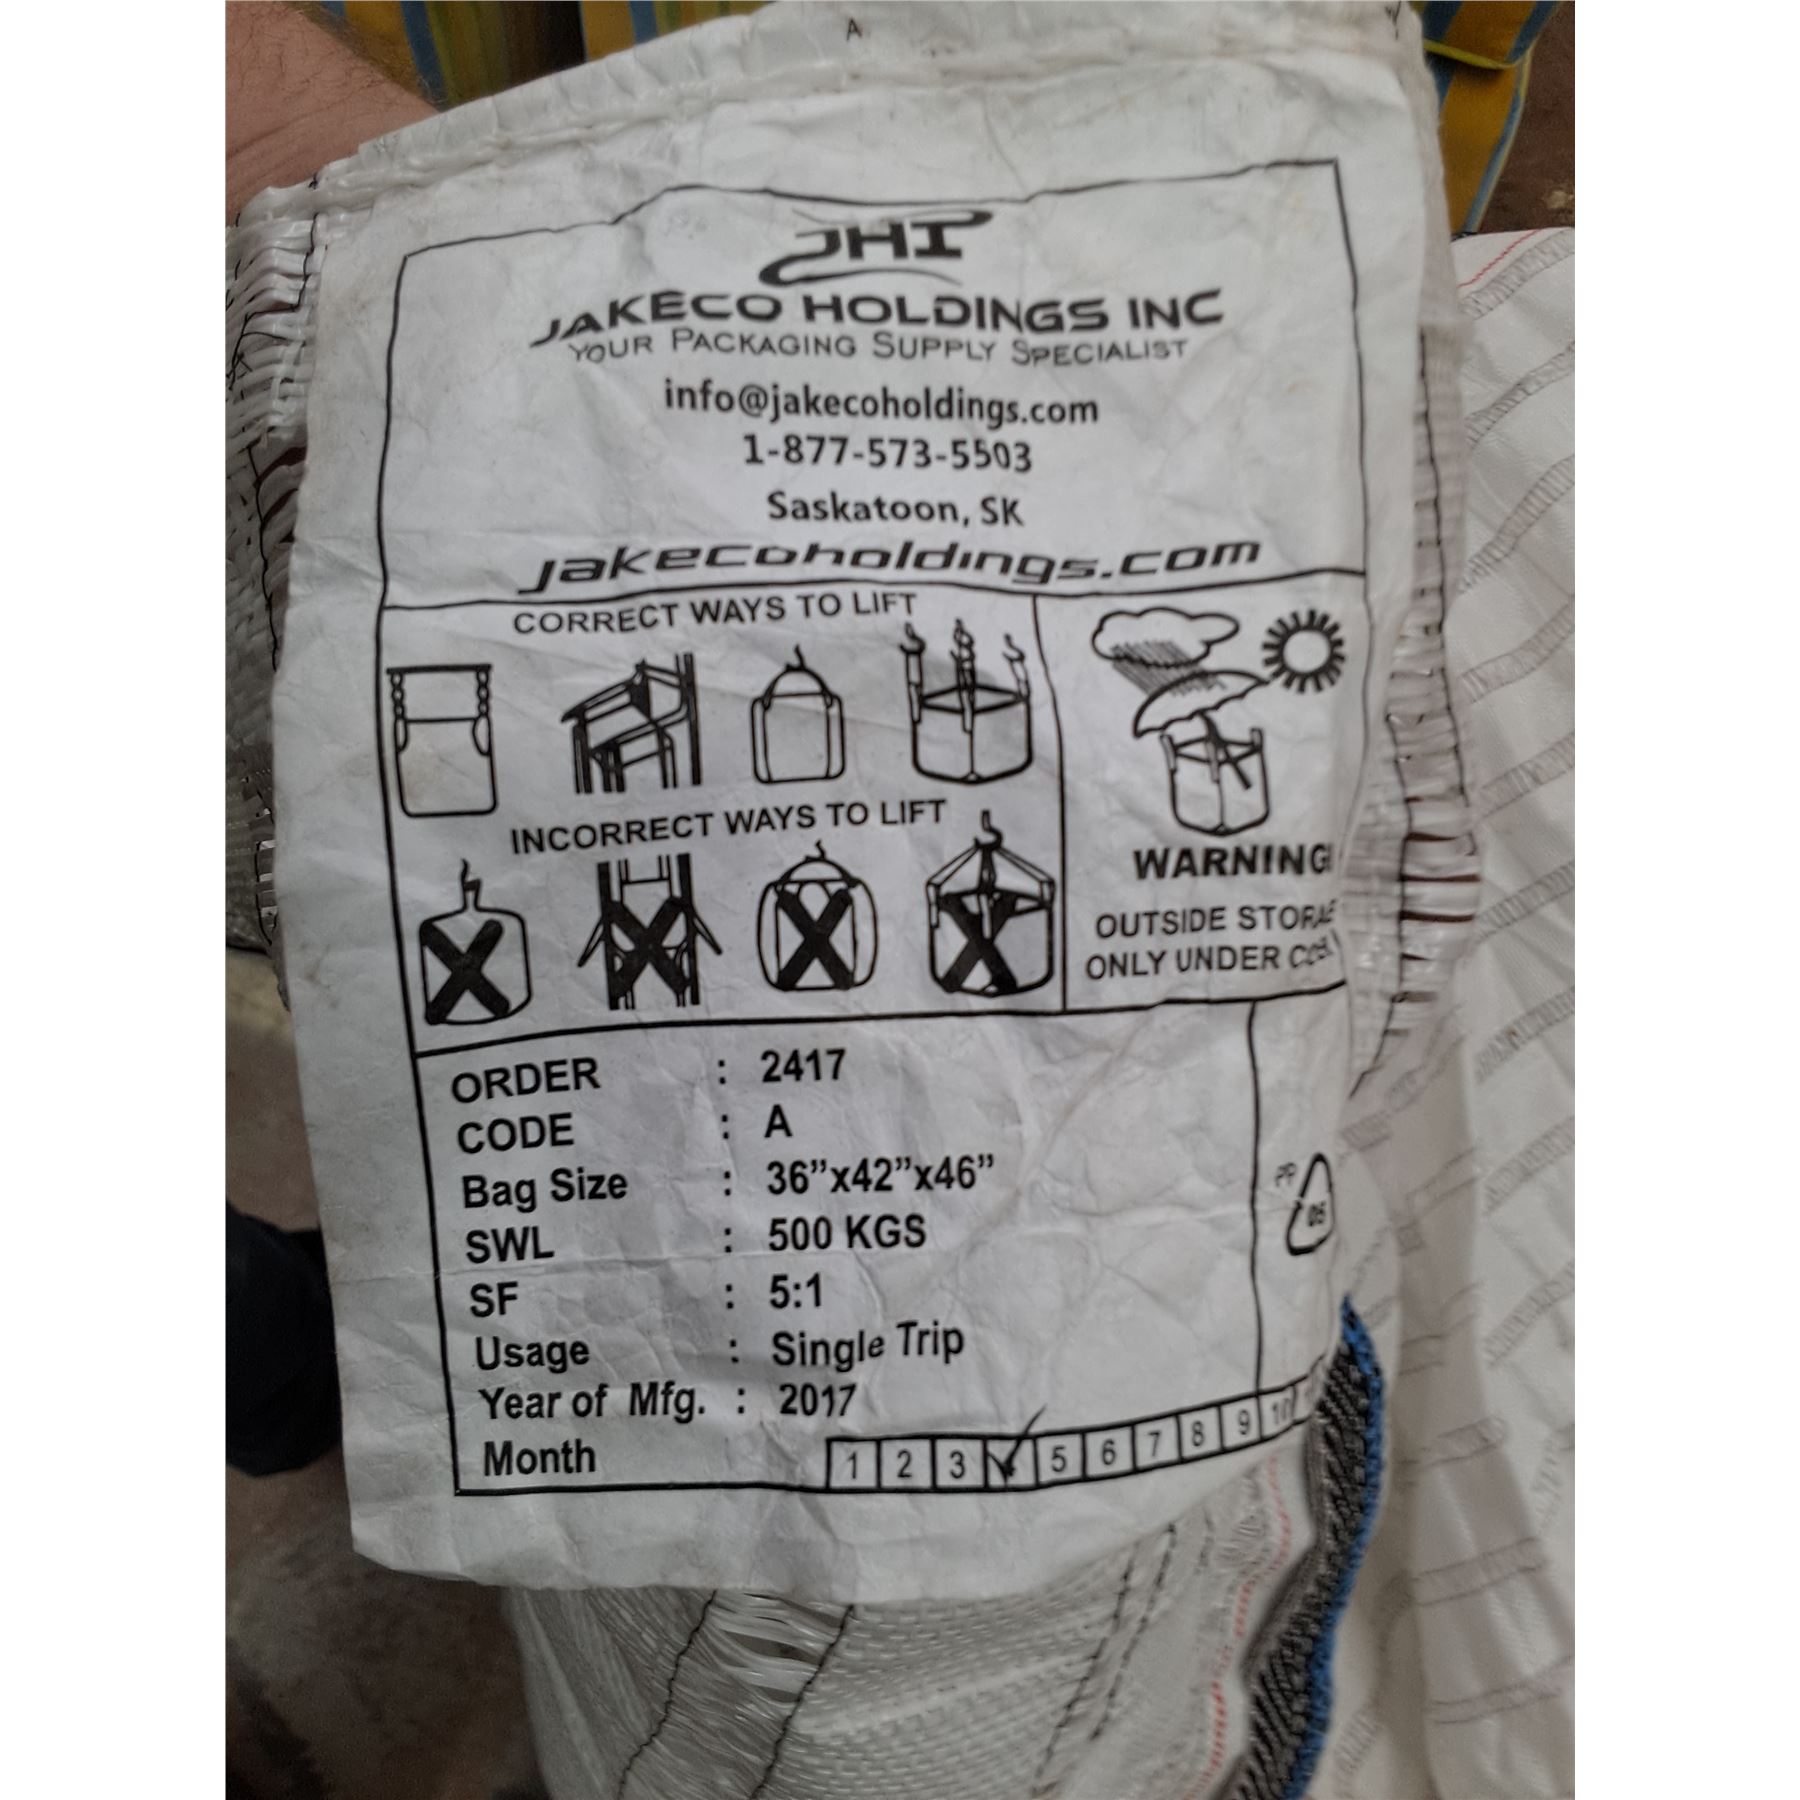 A
JHI
JAKECO HOLDINGS INC
YOUR PACKAGING SUPPLY SPECIALIST
info@jakecoholdings.com
1-877-573-5503
Saskatoon, SK
jakecoholdings.com
CORRECT WAYS TO LIFT
INCORRECT WAYS TO LIFT
WARNING!
OUTSIDE
ONLY UNDER
ORDER : 2417
CODE : A
Bag Size : 36”x42”x46”
SWL : 500 KGS
SF : 5:1
Usage : Single Trip
Year of Mfg. : 2017
Month 1 2 3 5 6 7 8 9 10
PP
05